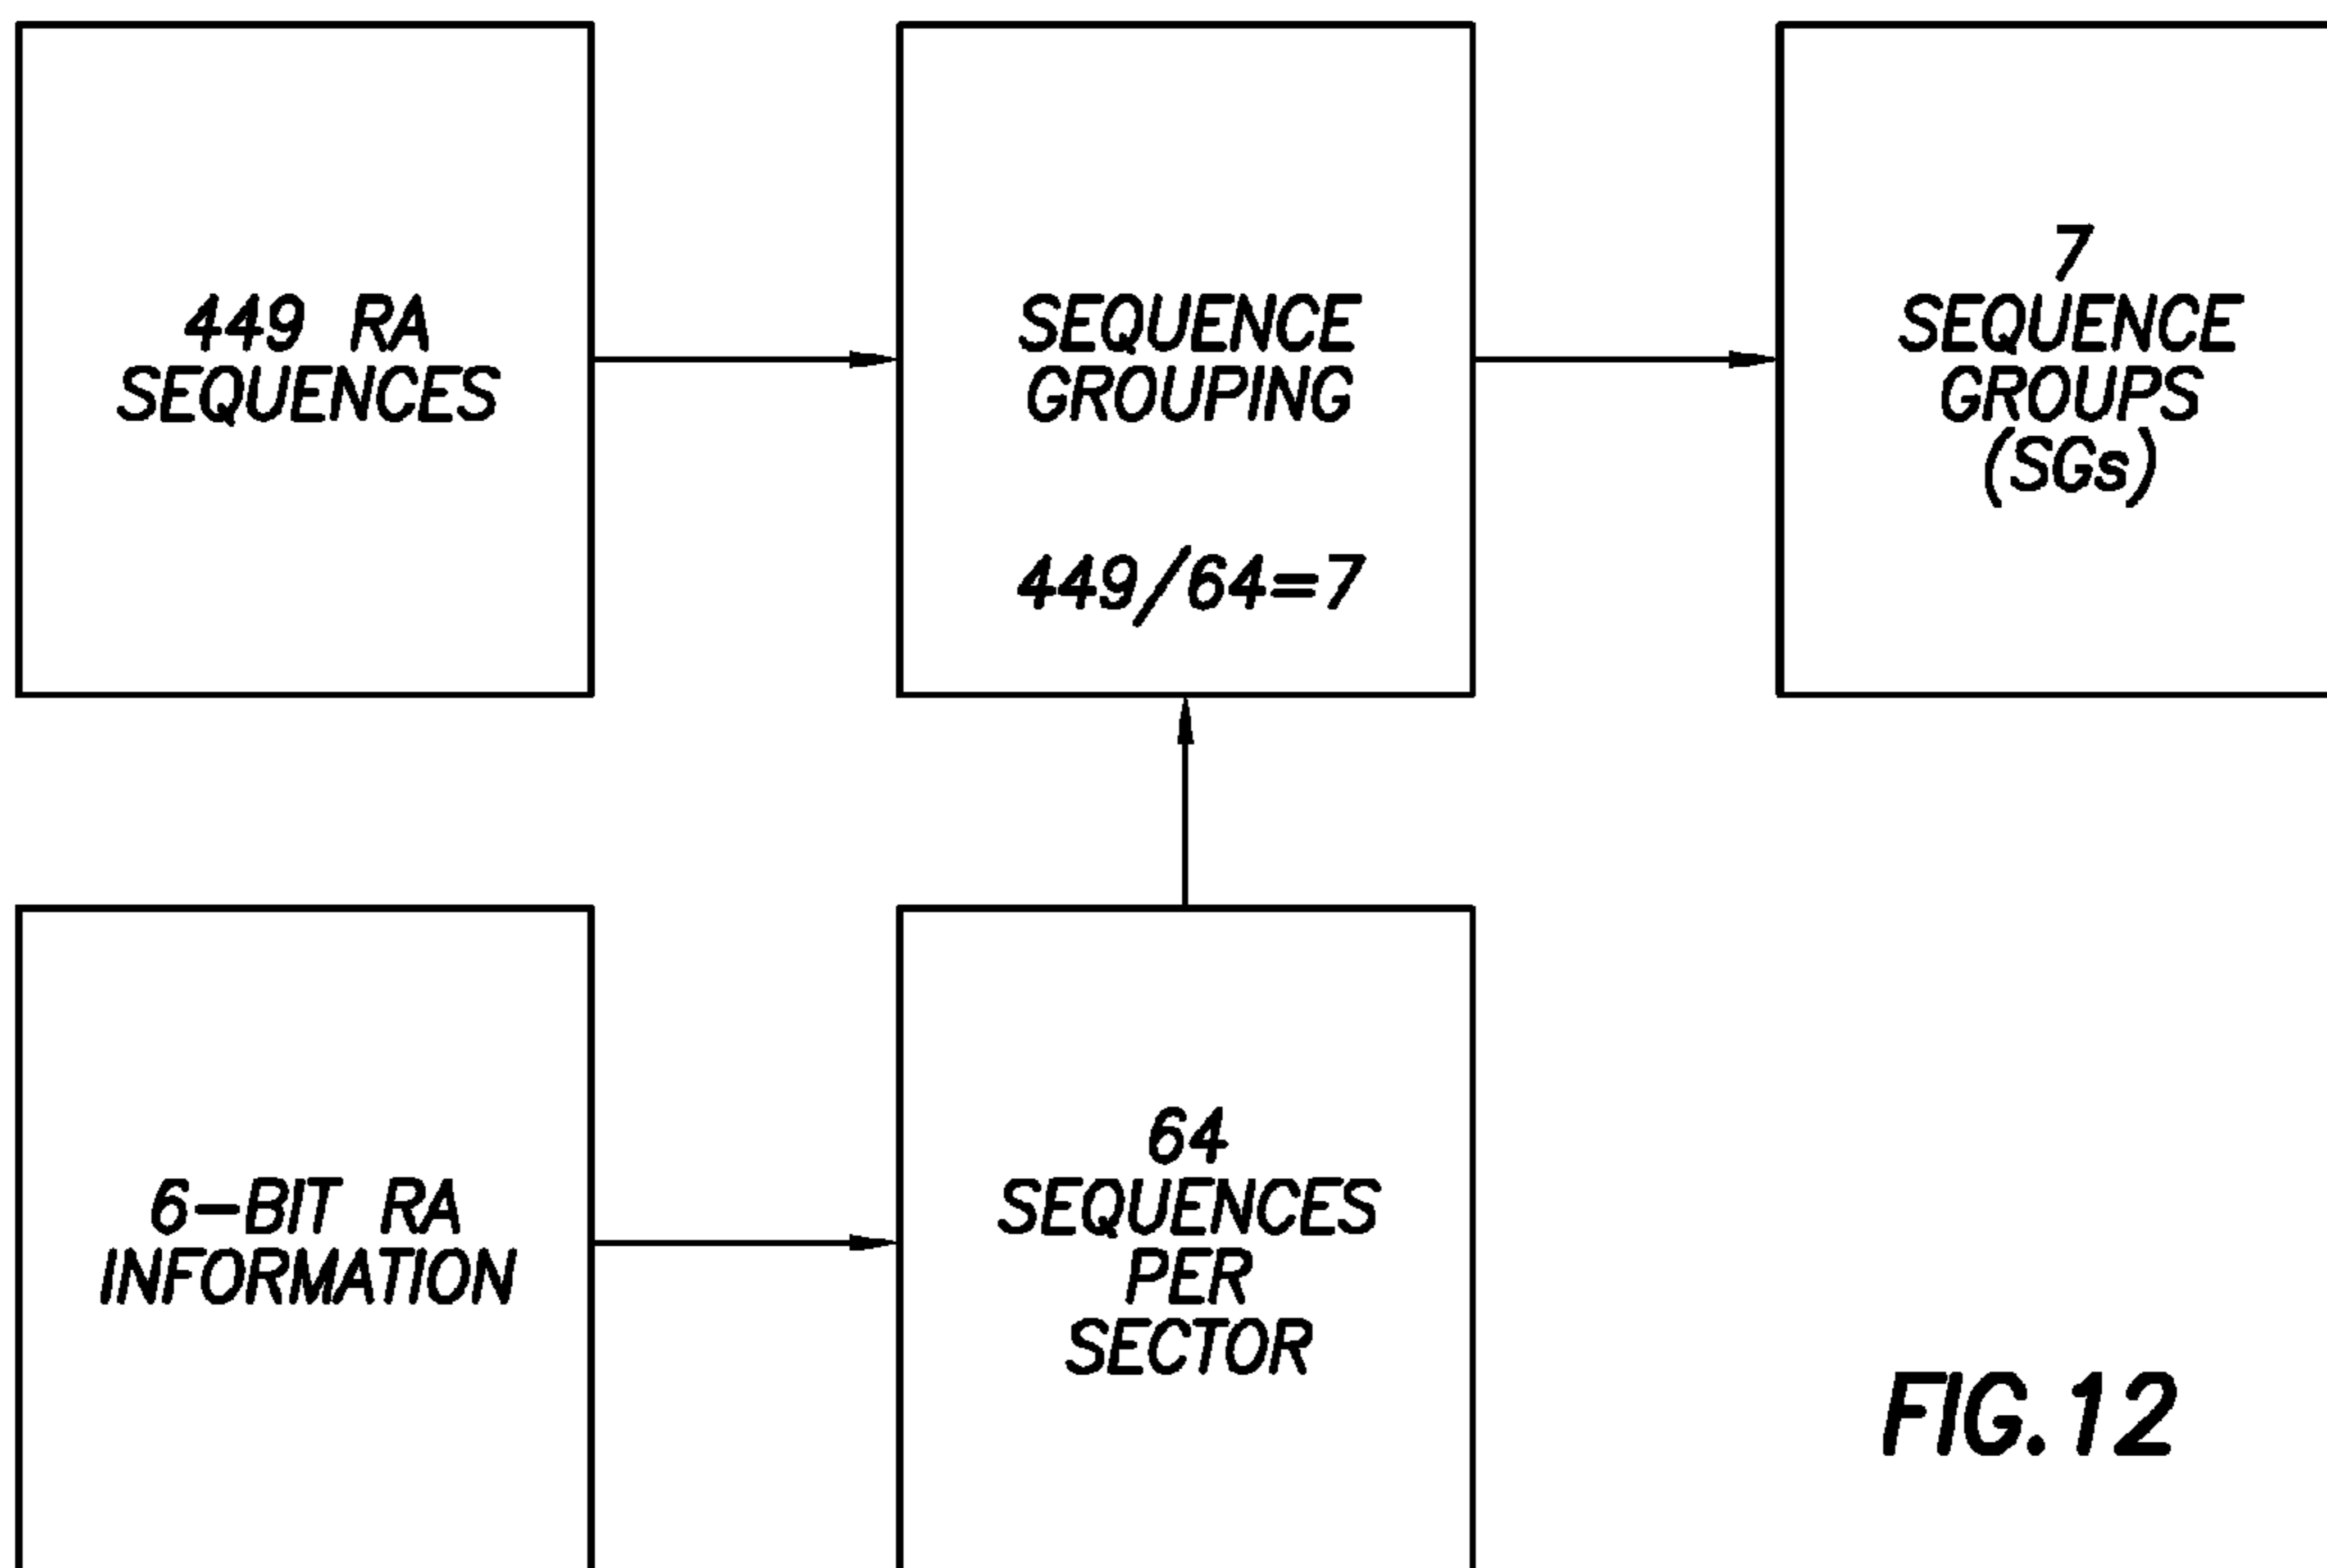 449 RA
SEQUENCES
SEQUENCE
GROUPING
449/64=7
7
SEQUENCE
GROUPS
(SGs)
6-BIT RA
INFORMATION
64
SEQUENCES
PER
SECTOR
FIG.12